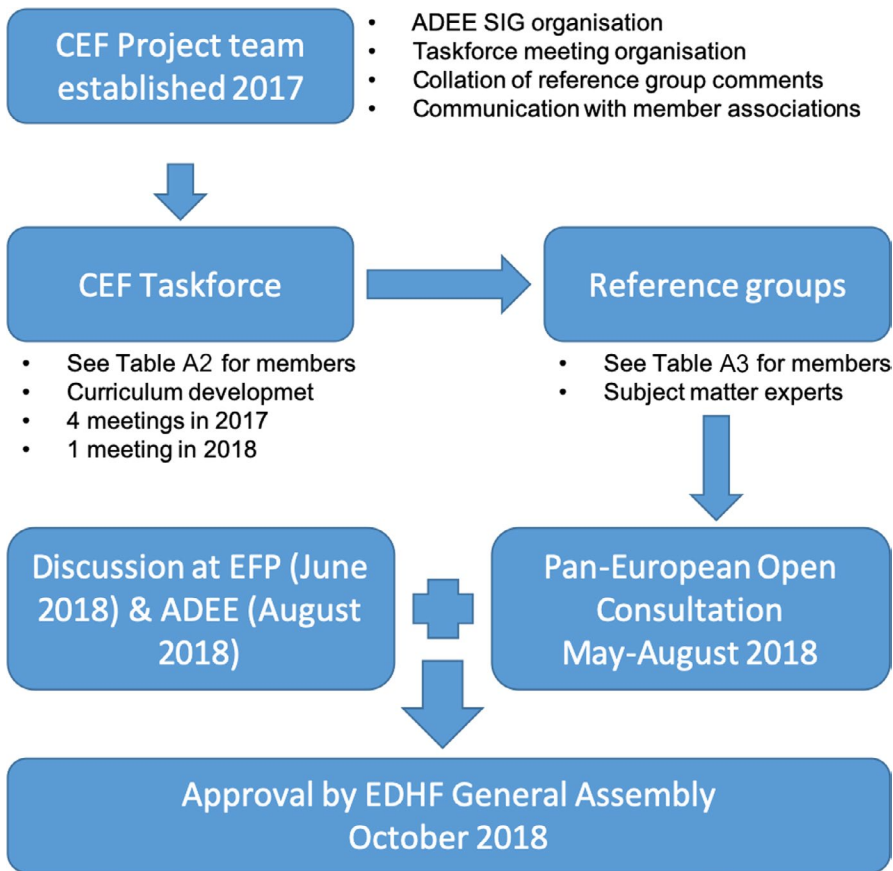 CEF Project team
established 2017
• ADEE SIG organisation
• Taskforce meeting organisation
• Collation of reference group comments
• Communication with member associations
CEF Taskforce
• See Table A2 for members
• Curriculum developmet
• 4 meetings in 2017
• 1 meeting in 2018
Reference groups
• See Table A3 for members
• Subject matter experts
Discussion at EFP (June
2018) & ADEE (August
2018)
Pan-European Open
Consultation
May-August 2018
Approval by EDHF General Assembly
October 2018